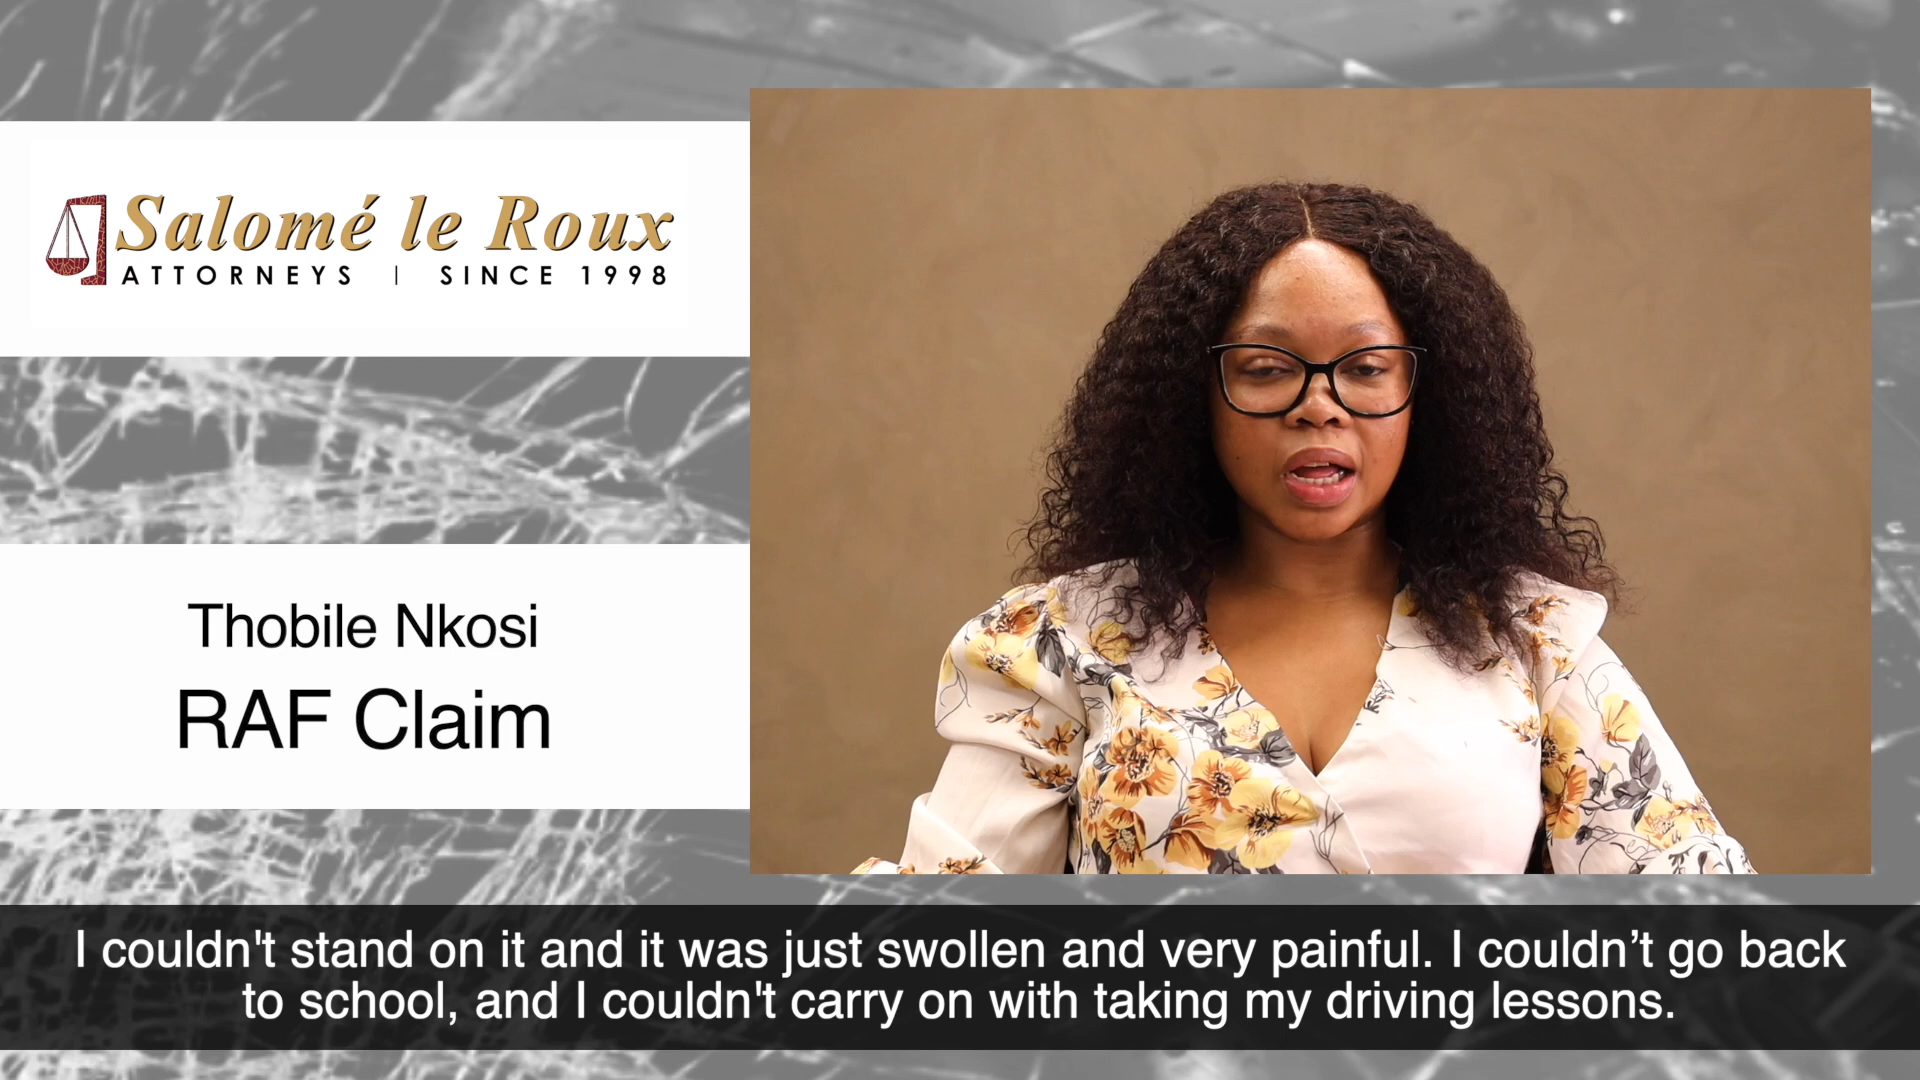 Salomé le Roux
ATTORNEYS | SINCE 1998
Thobile Nkosi
RAF Claim
I couldn't stand on it and it was just swollen and very painful. I couldn’t go back
to school, and I couldn't carry on with taking my driving lessons.